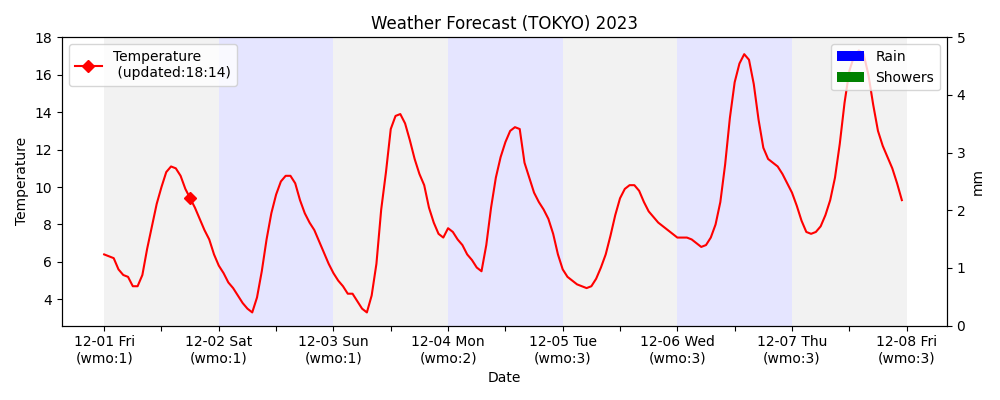 Weather Forecast (TOKYO) 2023
Temperature
(updated:18:14)
Rain
Showers
18
16
14
12
10
8
6
4
Temperature
5
4
3
2
1
0
mm
12-01 Fri
(wmo:1)
12-02 Sat
(wmo:1)
12-03 Sun
(wmo:1)
12-04 Mon
(wmo:2)
12-05 Tue
(wmo:3)
12-06 Wed
(wmo:3)
12-07 Thu
(wmo:3)
12-08 Fri
(wmo:3)
Date